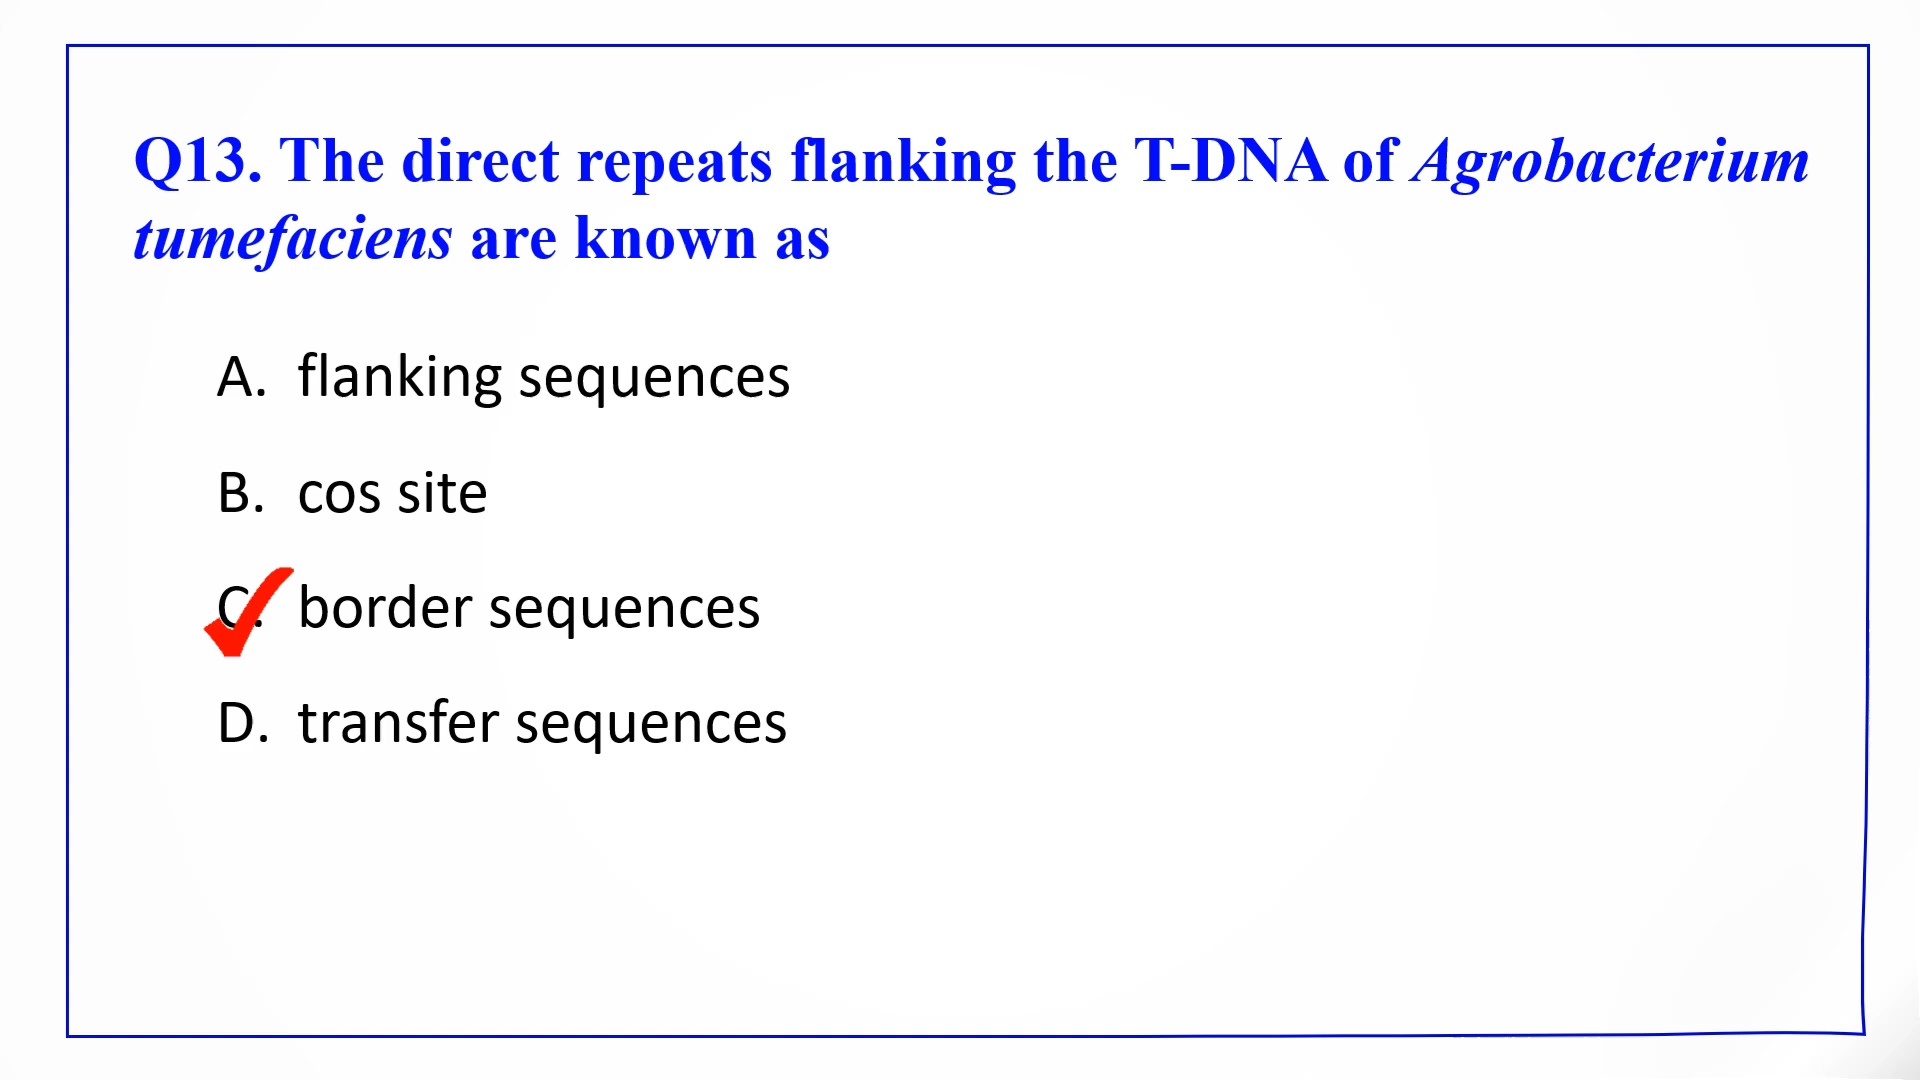 Q13. The direct repeats flanking the T-DNA of Agrobacterium
tumefaciens are known as
A. flanking sequences
B. cos site
C. border sequences
D. transfer sequences